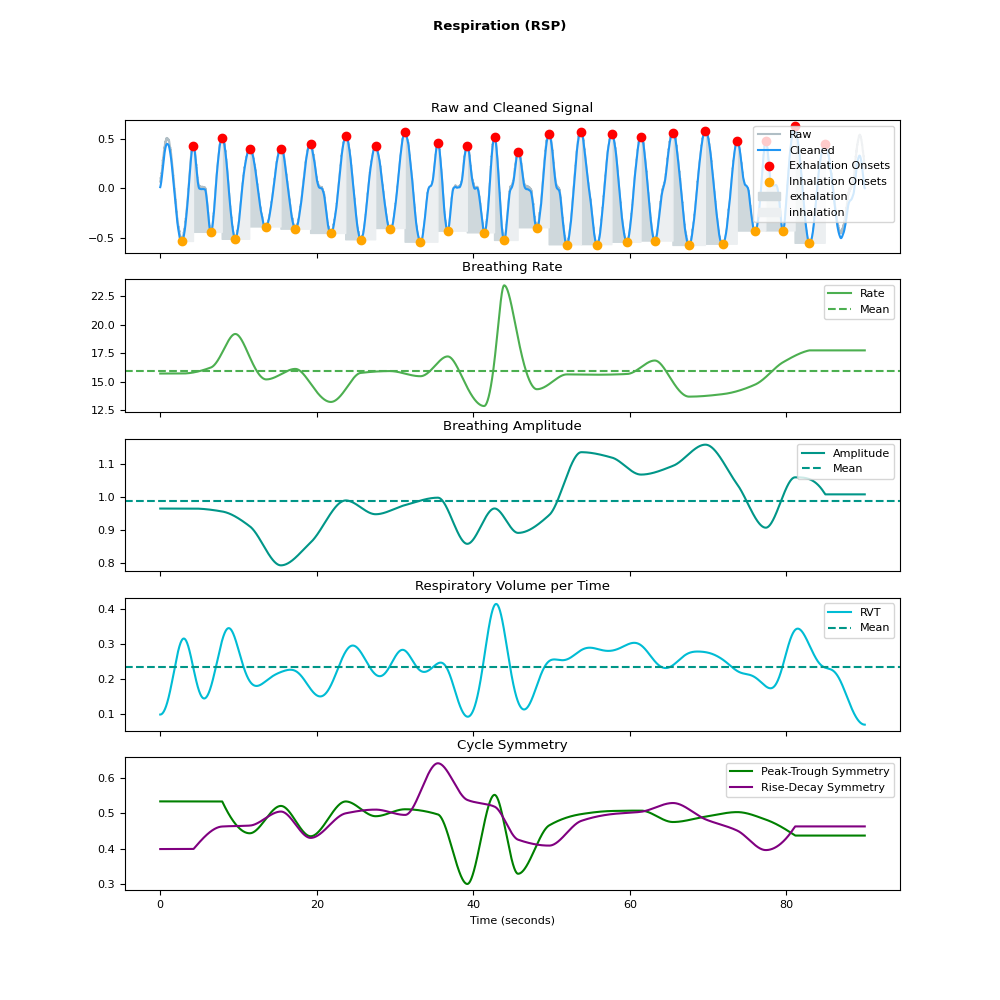 Respiration (RSP)
Raw and Cleaned Signal
0.5
0.0
−0.5
Raw
Cleaned
Exhalation Onsets
Inhalation Onsets
exhalation
inhalation
Breathing Rate
22.5
20.0
17.5
15.0
12.5
Rate
Mean
Breathing Amplitude
1.1
1.0
0.9
0.8
Amplitude
Mean
Respiratory Volume per Time
0.4
0.3
0.2
0.1
RVT
Mean
Cycle Symmetry
0.6
0.5
0.4
0.3
Peak-Trough Symmetry
Rise-Decay Symmetry
0 20 40 60 80
Time (seconds)